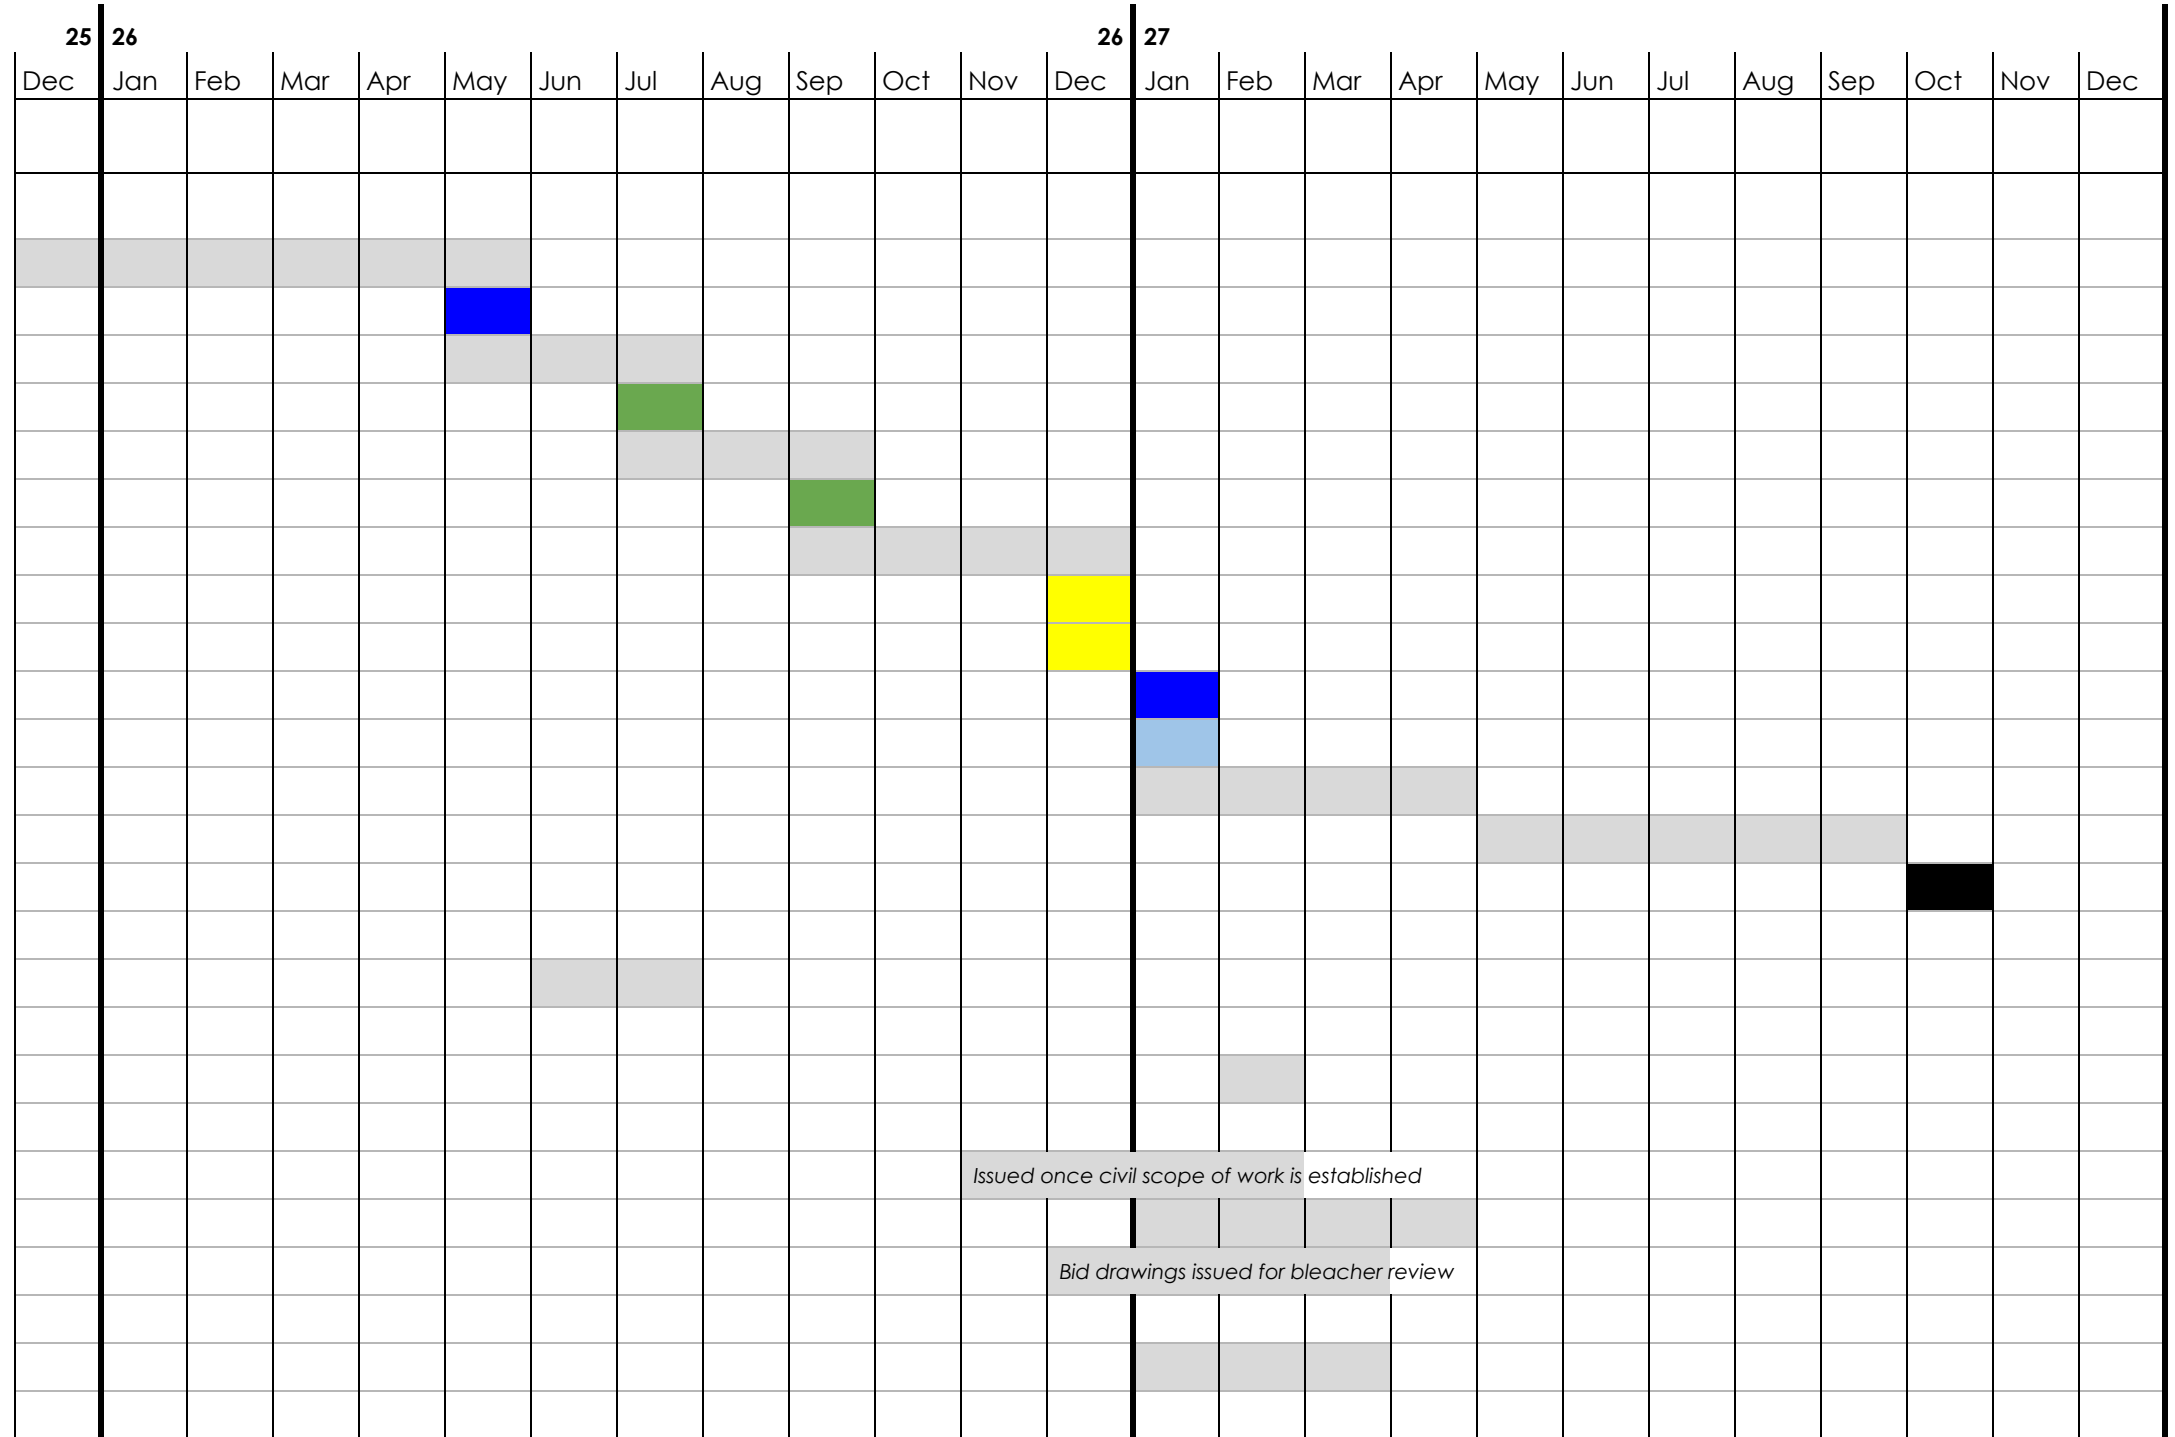 25 26 26 27
Dec Jan Feb Mar Apr May Jun Jul Aug Sep Oct Nov Dec Jan Feb Mar Apr May Jun Jul Aug Sep Oct Nov Dec
Issued once civil scope of work is established
Bid drawings issued for bleacher review